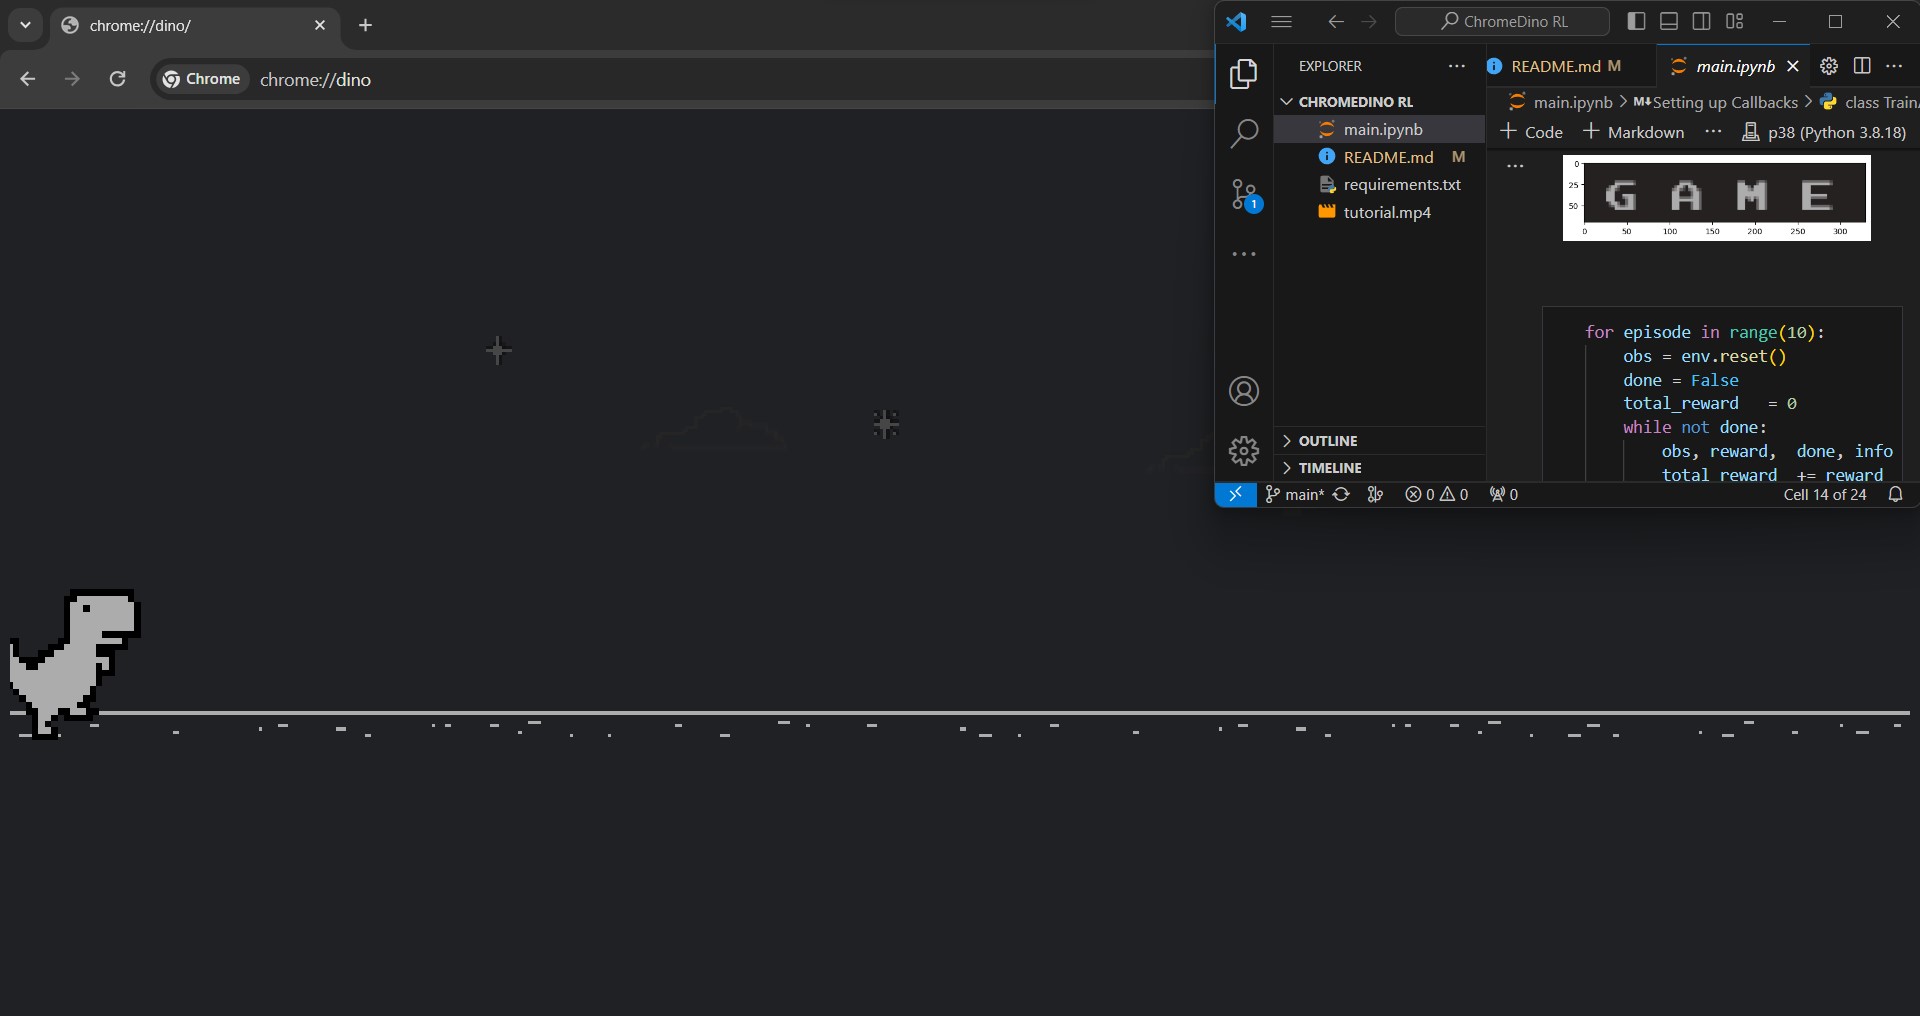 chrome://dino/
Chrome chrome://dino
ChromeDino RL
EXPLORER
CHROMEDINO RL
main.ipynb
README.md M
requirements.txt
tutorial.mp4
OUTLINE
TIMELINE
README.md M
main.ipynb
main.ipynb > M↓ Setting up Callbacks > class Train
+ Code + Markdown ... p38 (Python 3.8.18)
0
25
50
GAME
0 50 100 150 200 250 300
for episode in range(10):
obs = env.reset()
done = False
total_reward = 0
while not done:
obs, reward, done, info
total_reward += reward
1
main* 0 0 0
Cell 14 of 24